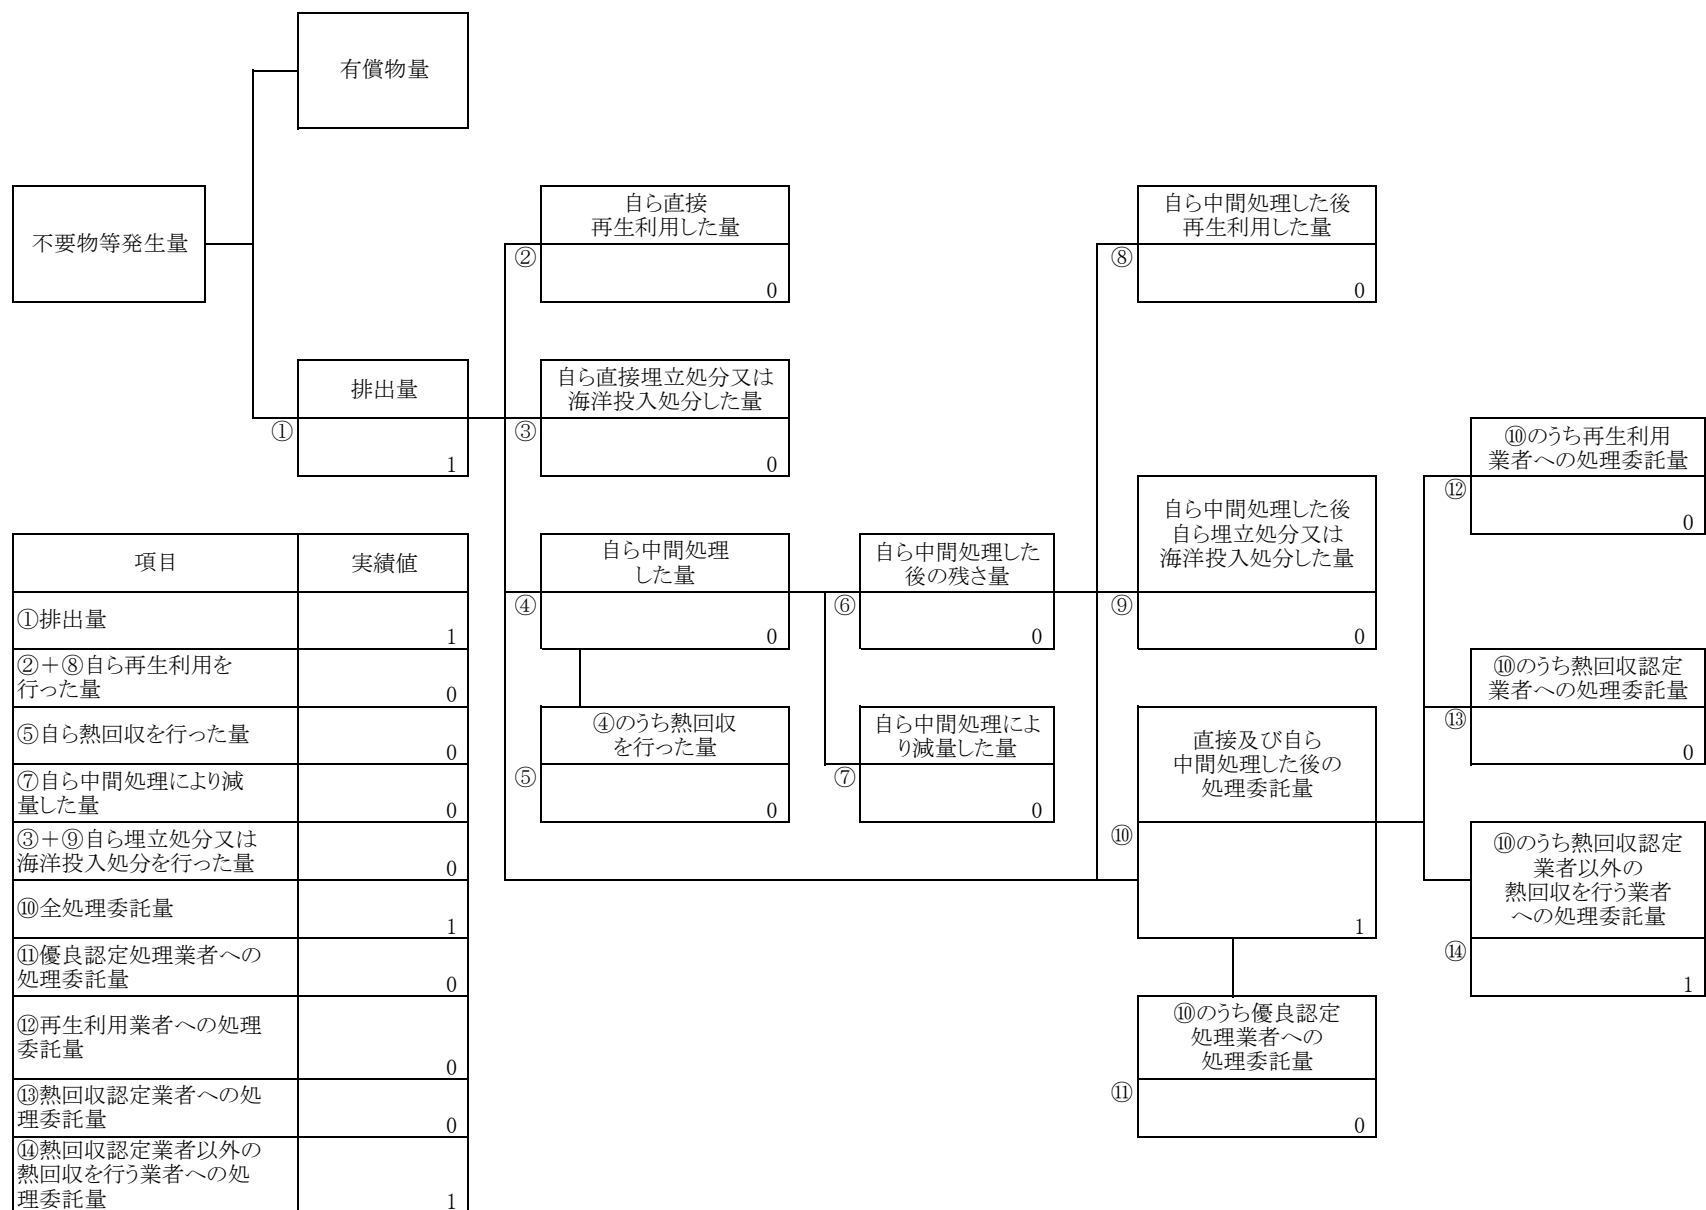 有償物量
不要物等発生量
自ら直接
再生利用した量
②
0
自ら中間処理した後
再生利用した量
⑧
0
排出量
①
1
自ら直接埋立処分又は
海洋投入処分した量
③
0
⑩のうち再生利用
業者への処理委託量
⑫
0
自ら中間処理
した量
④
0
自ら中間処理した
後の残さ量
⑥
0
自ら中間処理した後
自ら埋立処分又は
海洋投入処分した量
⑨
0
⑩のうち熱回収認定
業者への処理委託量
⑬
0
④のうち熱回収
を行った量
⑤
0
自ら中間処理によ
り減量した量
⑦
0
直接及び自ら
中間処理した後の
処理委託量
⑩
1
⑩のうち熱回収認定
業者以外の
熱回収を行う業者
への処理委託量
⑭
1
⑩のうち優良認定
処理業者への
処理委託量
⑪
0
項目 実績値
①排出量 1
②＋⑧自ら再生利用を
行った量 0
⑤自ら熱回収を行った量 0
⑦自ら中間処理により減
量した量 0
③＋⑨自ら埋立処分又は
海洋投入処分を行った量 0
⑩全処理委託量 1
⑪優良認定処理業者への
処理委託量 0
⑫再生利用業者への処理
委託量 0
⑬熱回収認定業者への処
理委託量 0
⑭熱回収認定業者以外の
熱回収を行う業者への処
理委託量 1